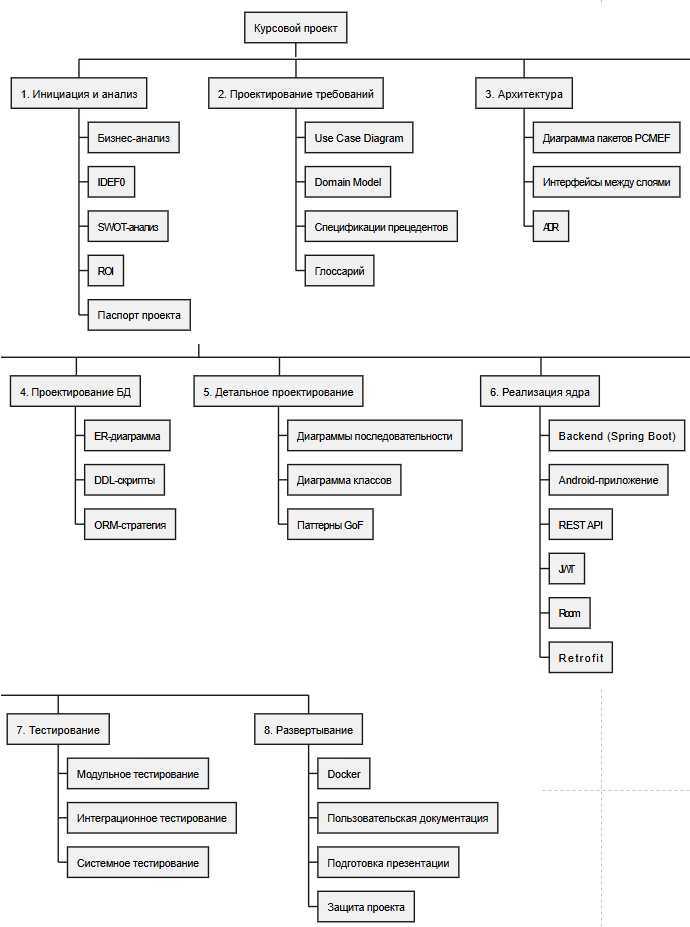 Курсовой проект
1. Инициация и анализ
Бизнес-анализ
IDEF0
SWOT-анализ
ROI
Паспорт проекта
2. Проектирование требований
Use Case Diagram
Domain Model
Спецификации прецедентов
Глоссарий
3. Архитектура
Диаграмма пакетов PCMEF
Интерфейсы между слоями
ADR
4. Проектирование БД
ER-диаграмма
DDL-скрипты
ORM-стратегия
5. Детальное проектирование
Диаграммы последовательности
Диаграмма классов
Паттерны GoF
6. Реализация ядра
Backend (Spring Boot)
Android-приложение
REST API
JWT
Room
Retrofit
7. Тестирование
Модульное тестирование
Интеграционное тестирование
Системное тестирование
8. Развертывание
Docker
Пользовательская документация
Подготовка презентации
Защита проекта